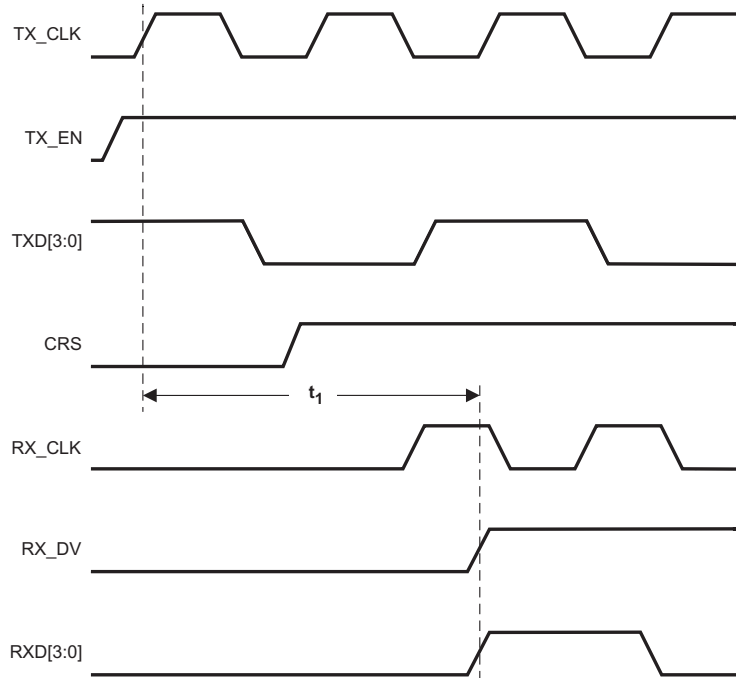 TX_CLK
TX_EN
TXD[3:0]
CRS
t1
RX_CLK
RX_DV
RXD[3:0]